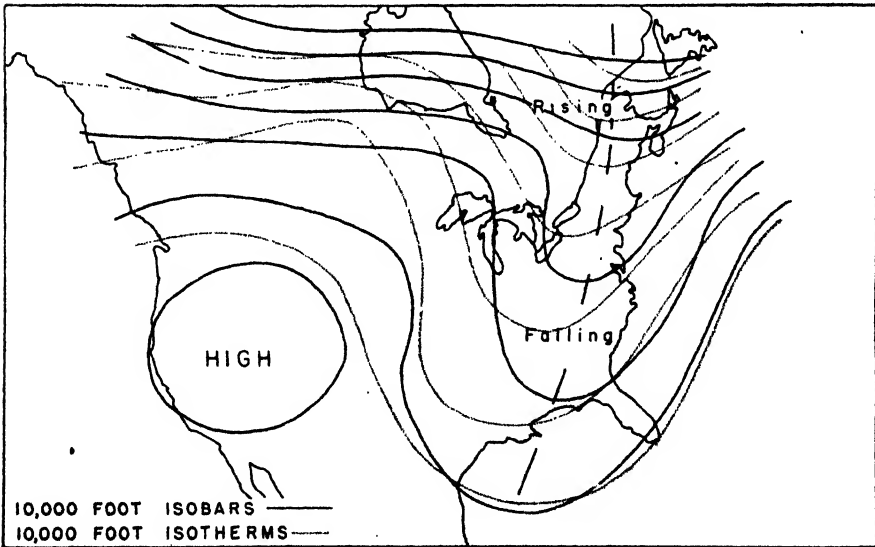 Rising
Falling
HIGH
10,000 FOOT ISOBARS
10,000 FOOT ISOTHERMS